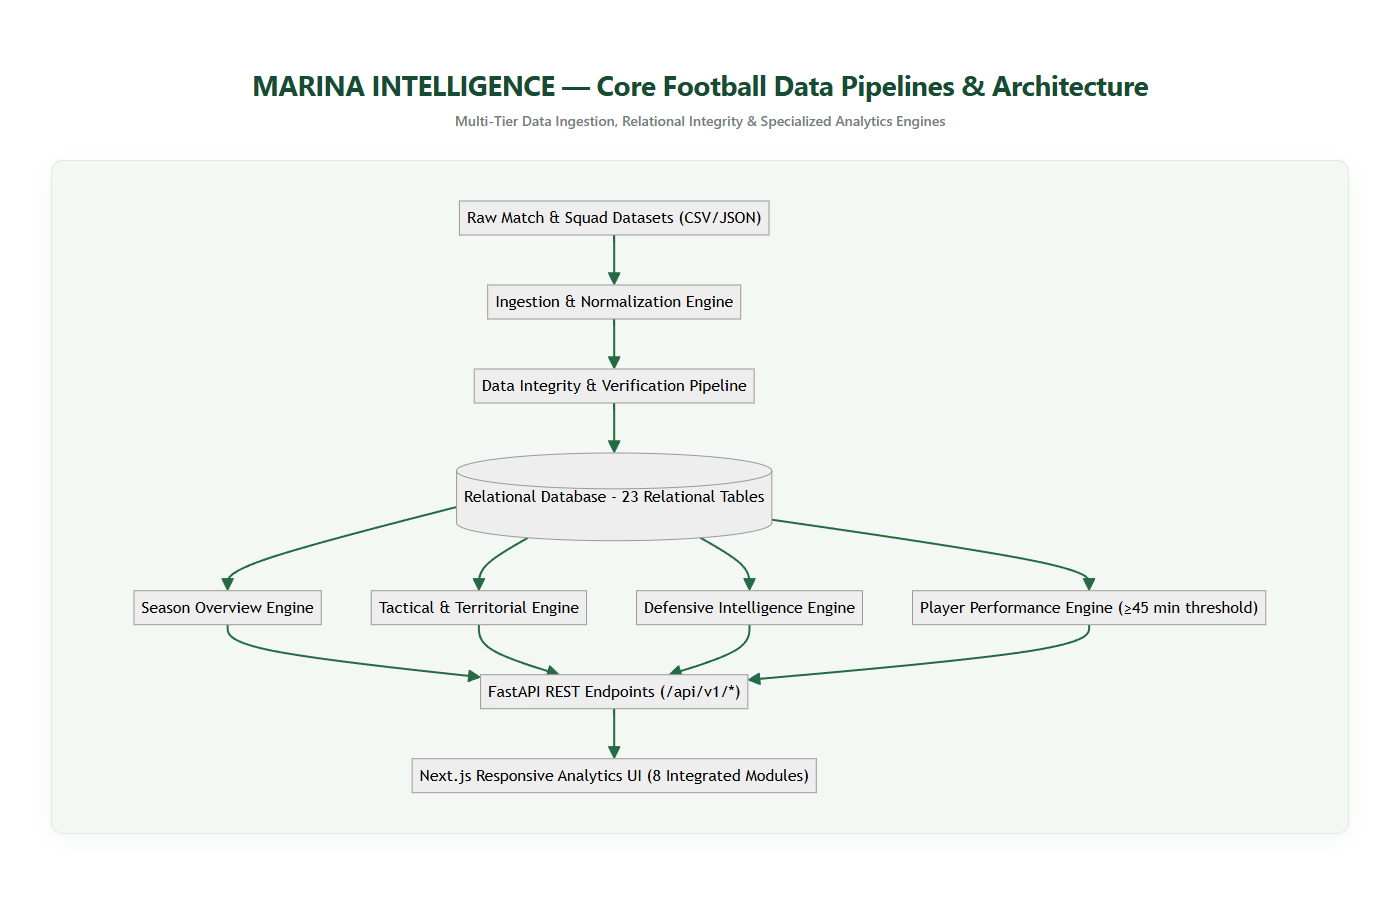 MARINA INTELLIGENCE — Core Football Data Pipelines & Architecture
Multi-Tier Data Ingestion, Relational Integrity & Specialized Analytics Engines
Raw Match & Squad Datasets (CSV/JSON)
Ingestion & Normalization Engine
Data Integrity & Verification Pipeline
Relational Database - 23 Relational Tables
Season Overview Engine
Tactical & Territorial Engine
Defensive Intelligence Engine
Player Performance Engine (≥45 min threshold)
FastAPI REST Endpoints (/api/v1/*)
Next.js Responsive Analytics UI (8 Integrated Modules)